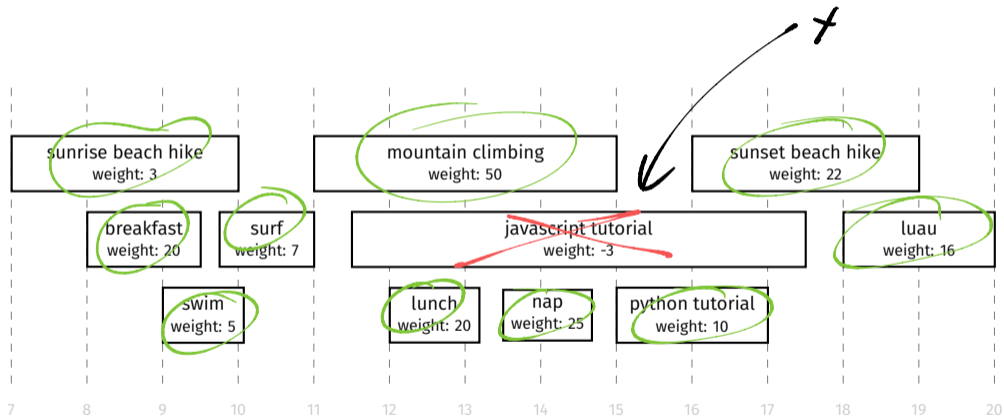 +
sunrise beach hike
weight: 3
mountain climbing
weight: 50
sunset beach hike
weight: 22
breakfast
weight: 20
surf
weight: 7
javascript tutorial
weight: -3
luau
weight: 16
swim
weight: 5
lunch
weight: 20
nap
weight: 25
python tutorial
weight: 10
7 8 9 10 11 12 13 14 15 16 17 18 19 20